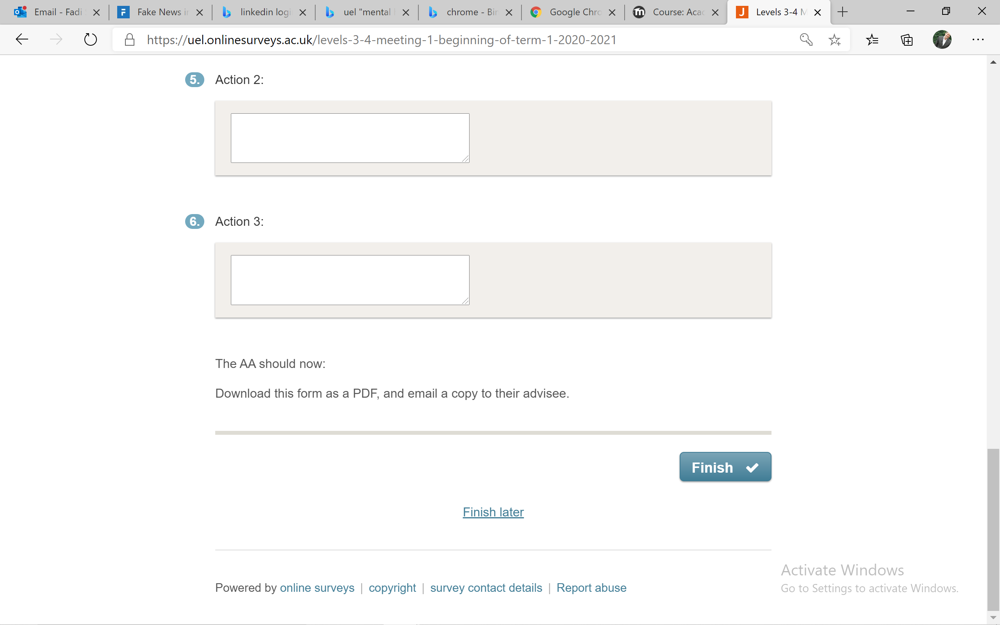 Email - Fadi
Fake News in
linkedin logi
uel "mental
chrome - Bin
Google Chro
Course: Acad
Levels 3-4 M
https://uel.onlinesurveys.ac.uk/levels-3-4-meeting-1-beginning-of-term-1-2020-2021
5. Action 2:
6. Action 3:
The AA should now:
Download this form as a PDF, and email a copy to their advisee.
Finish
Finish later
Activate Windows
Go to Settings to activate Windows.
Powered by online surveys | copyright | survey contact details | Report abuse